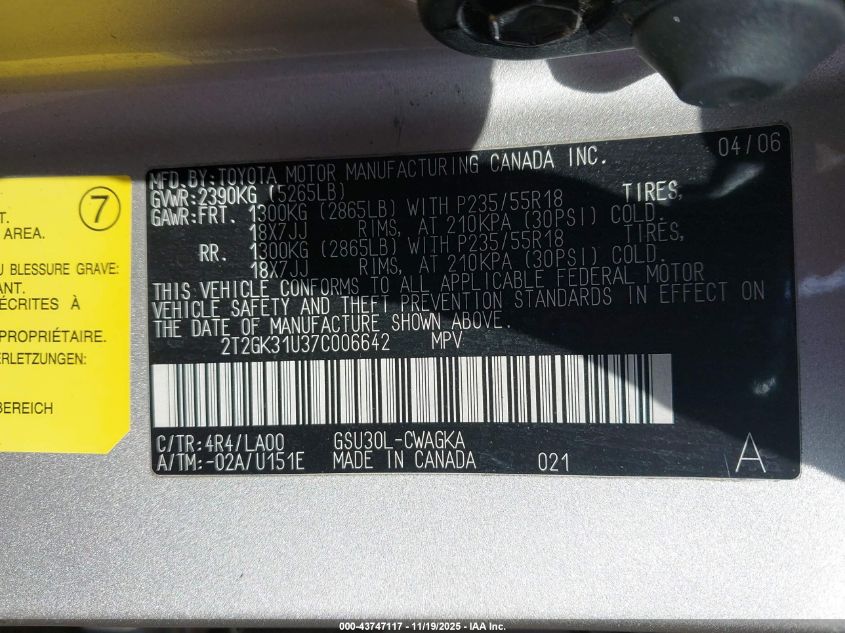 7
T.
AREA.
U BLESSURE GRAVE:
ANT.
ÉCRITES À
PROPRIÉTAIRE.
ERLETZUNGEN:
BEREICH
MFD. BY: TOYOTA MOTOR MANUFACTURING CANADA INC. 04/06
GVWR: 2390KG (5265LB)
GAWR: FRT. 1300KG (2865LB) WITH P235/55R18 TIRES,
18X7JJ RIMS, AT 210KPA (30PSI) COLD.
RR. 1300KG (2865LB) WITH P235/55R18 TIRES,
18X7JJ RIMS, AT 210KPA (30PSI) COLD.
THIS VEHICLE CONFORMS TO ALL APPLICABLE FEDERAL MOTOR
VEHICLE SAFETY AND THEFT PREVENTION STANDARDS IN EFFECT ON
THE DATE OF MANUFACTURE SHOWN ABOVE.
2T2GK31U37C006642 MPV
C/TR: 4R4/LA00 GSU30L-CWAGKA
A/TM: -02A/U151E MADE IN CANADA 021 A
000-43747117 - 11/19/2025 - IAA Inc.